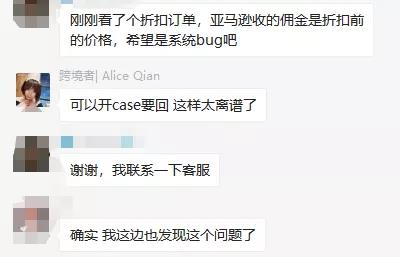 刚刚看了个折扣订单，亚马逊收的佣金是折扣前
的价格，希望是系统bug吧
跨境者| Alice Qian
可以开case要回 这样太离谱了
谢谢，我联系一下客服
确实 我这边也发现这个问题了